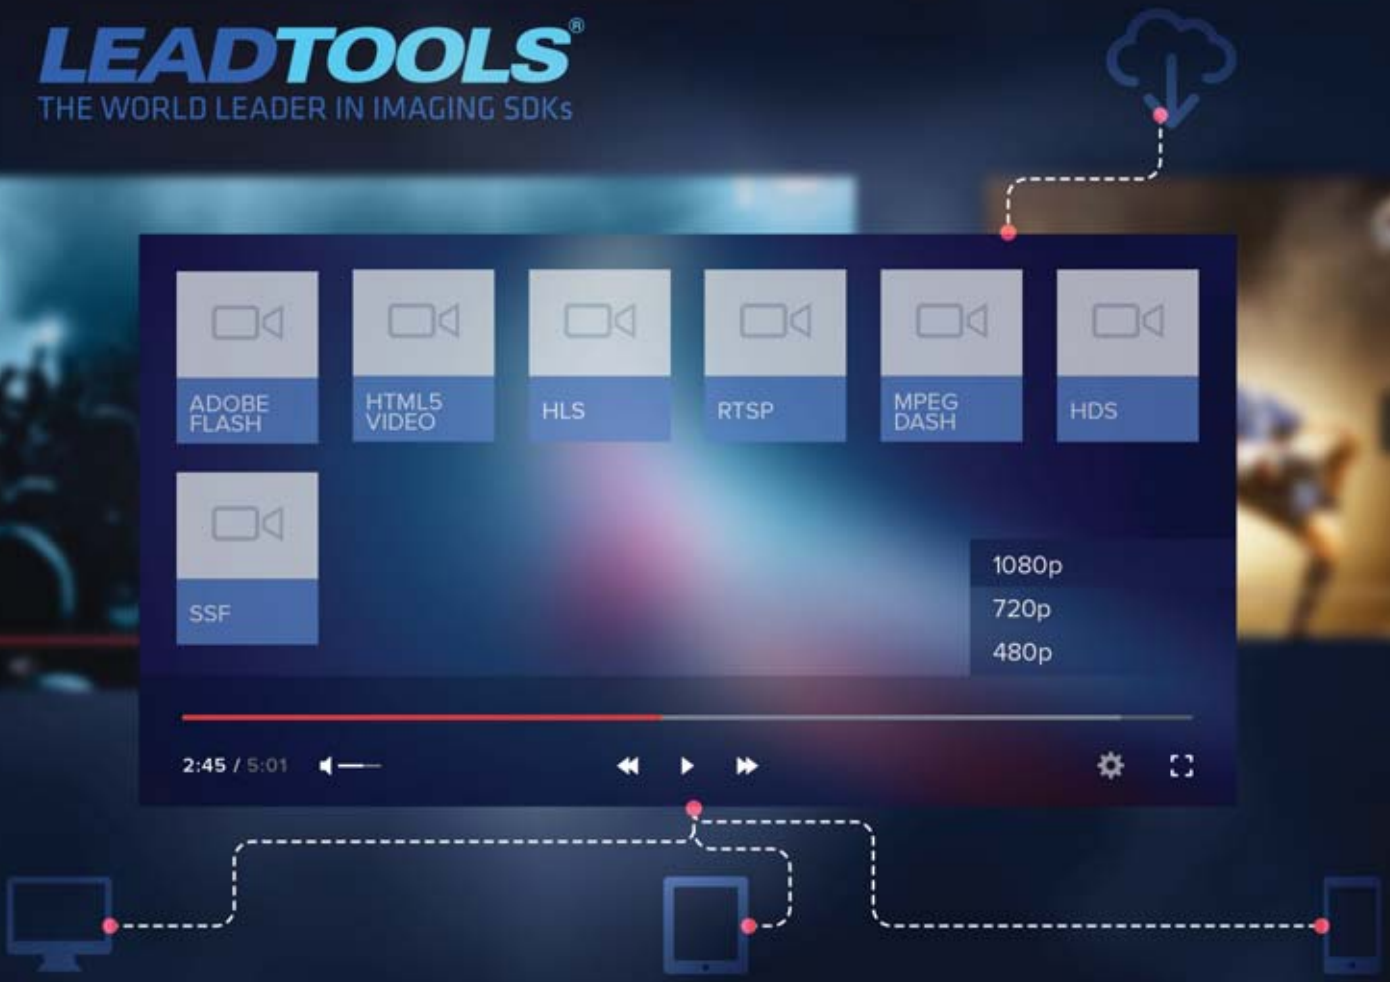 LEADTOOLS®
THE WORLD LEADER IN IMAGING SDKs
ADOBE
FLASH
HTML5
VIDEO
HLS
RTSP
MPEG
DASH
HDS
SSF
1080p
720p
480p
2:45 / 5:01